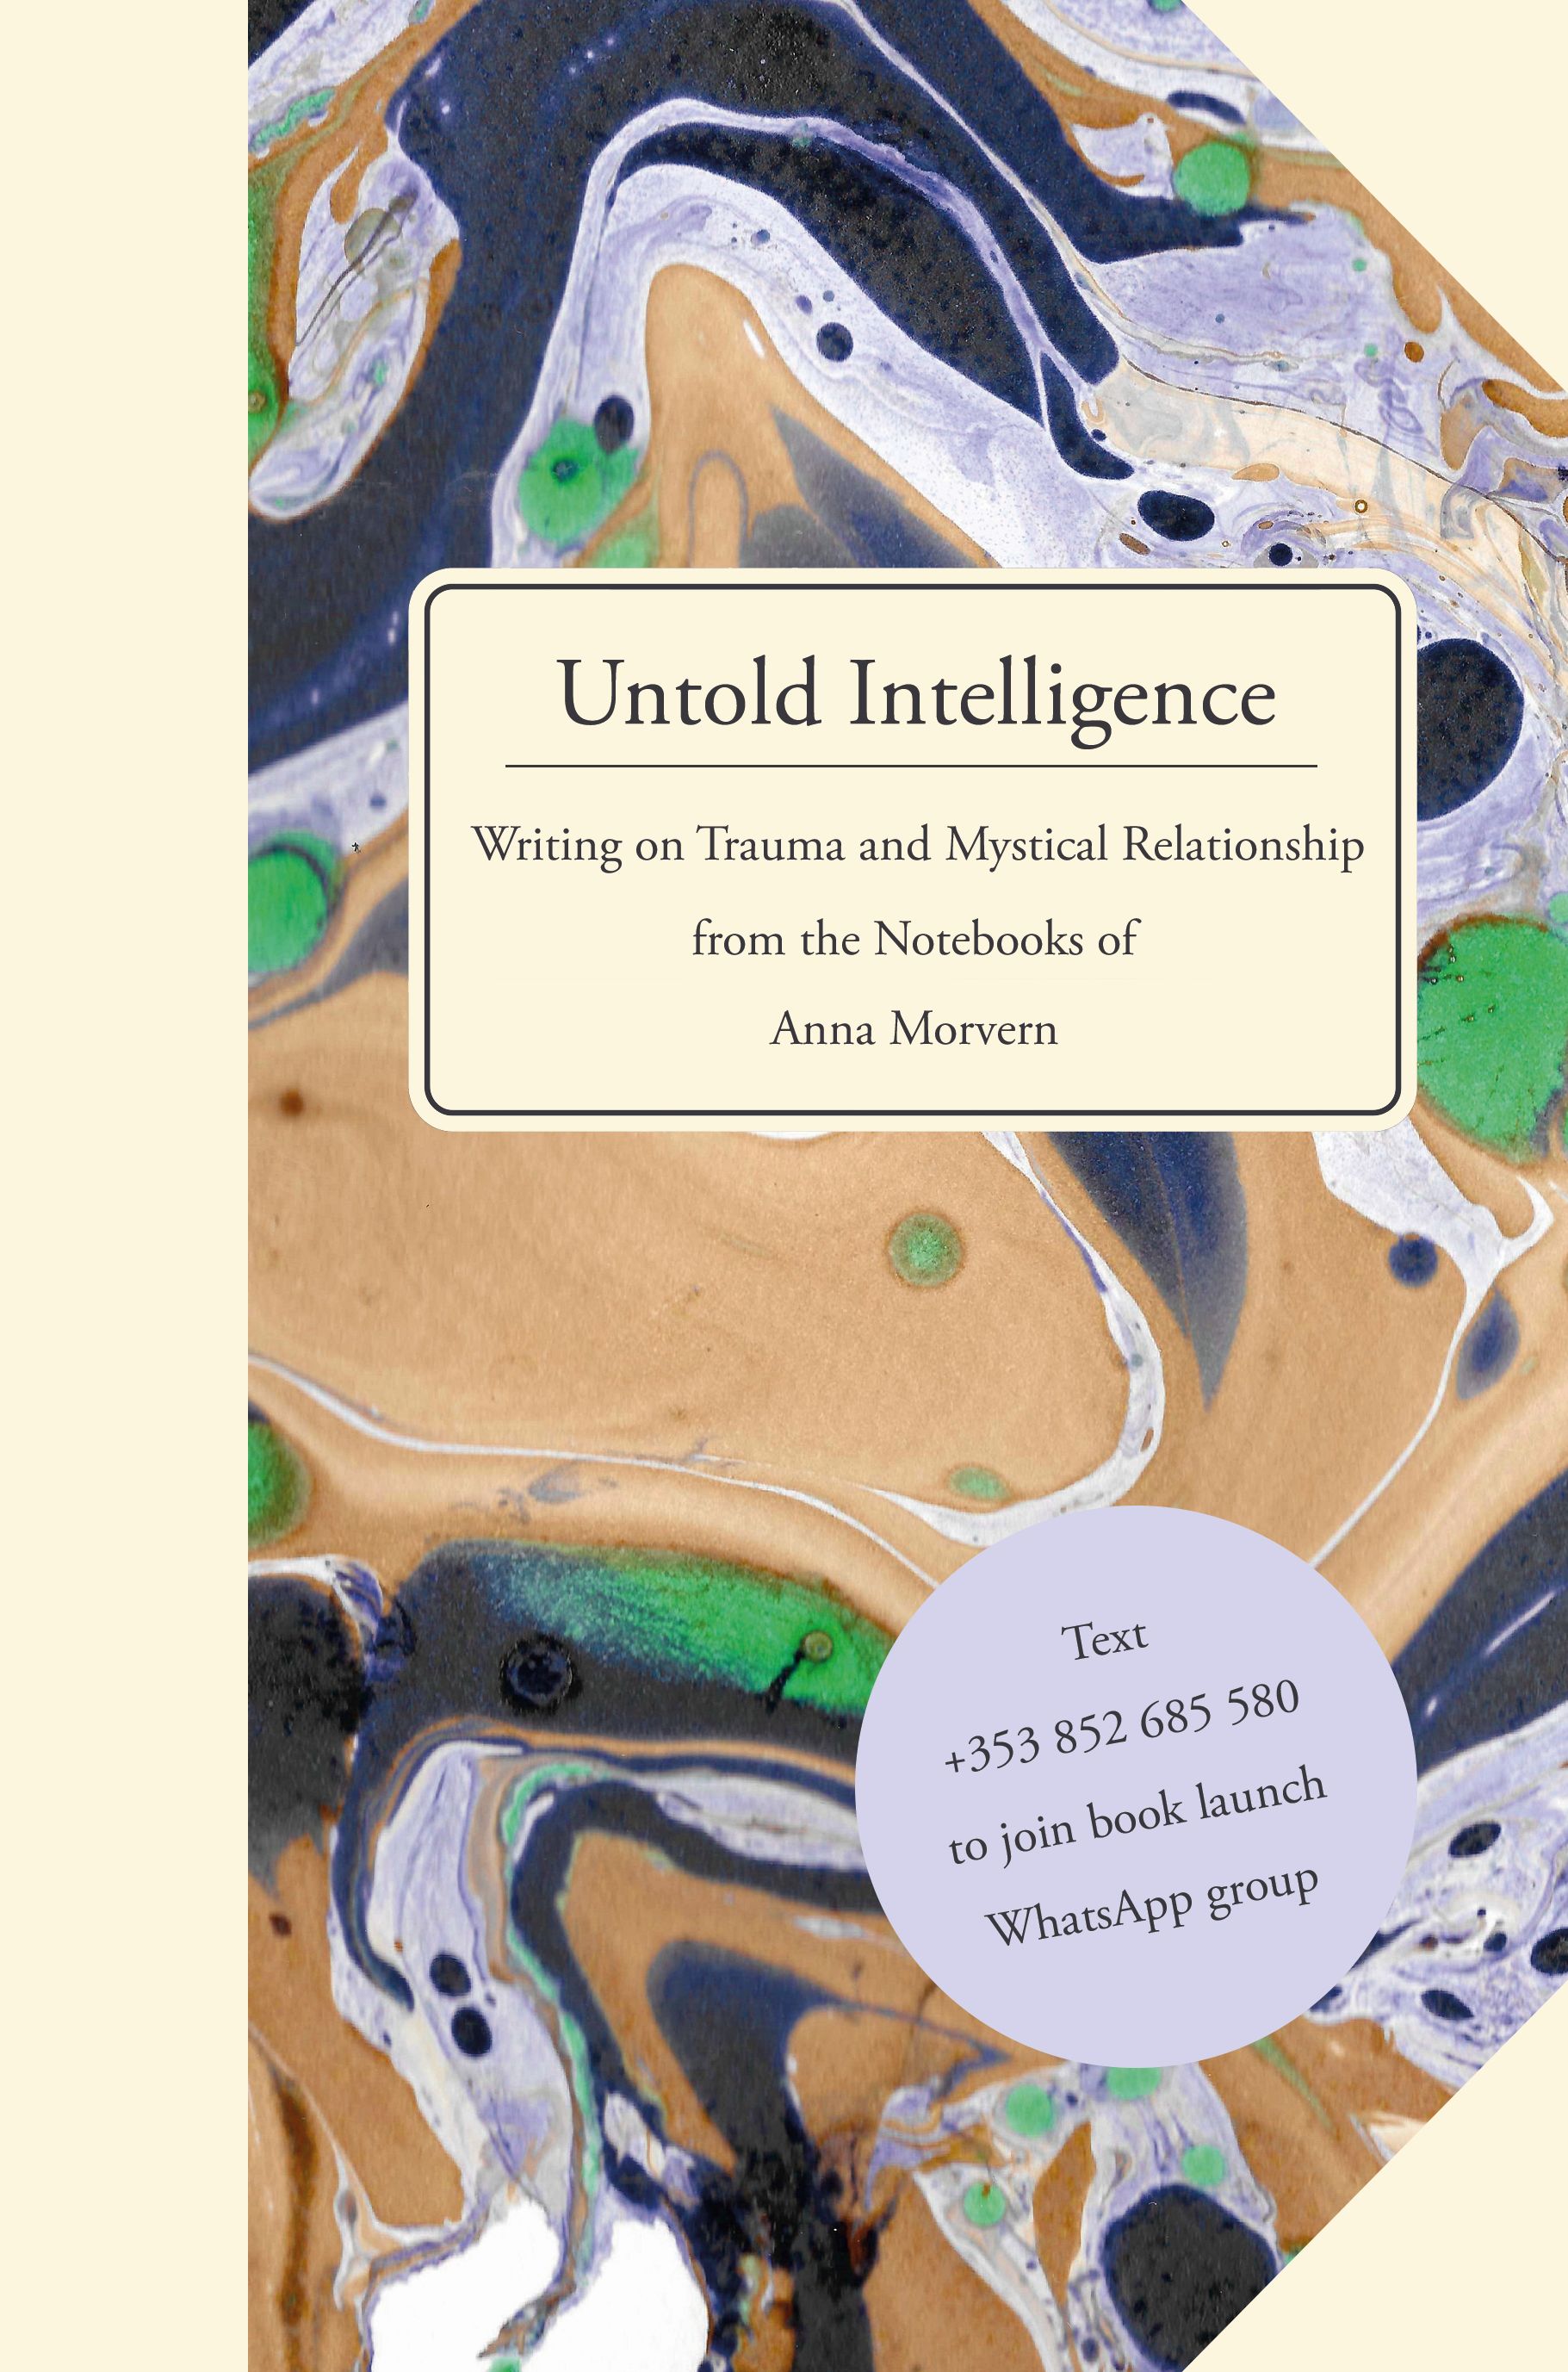 Untold Intelligence
Writing on Trauma and Mystical Relationship
from the Notebooks of
Anna Morvern
Text
+353 852 685 580
to join book launch
WhatsApp group